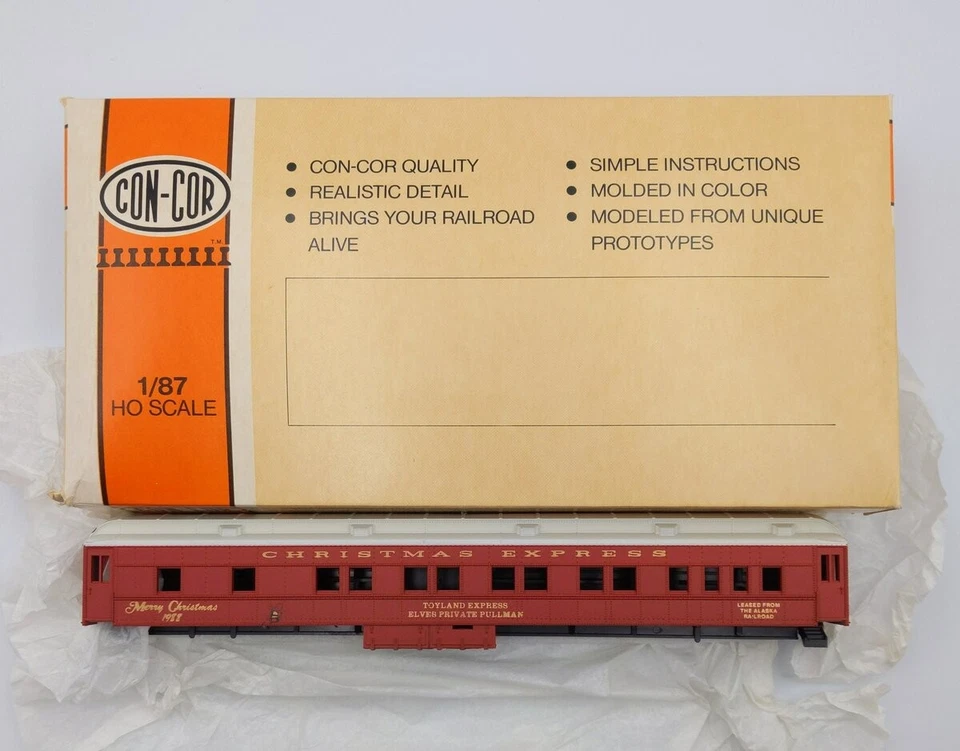 CON-COR
T.M.
1/87
HO SCALE
● CON-COR QUALITY
● REALISTIC DETAIL
● BRINGS YOUR RAILROAD
ALIVE
● SIMPLE INSTRUCTIONS
● MOLDED IN COLOR
● MODELED FROM UNIQUE
PROTOTYPES
CHRISTMAS EXPRESS
Merry Christmas
1988
TOYLAND EXPRESS
ELVES PRIVATE PULLMAN
LEASED FROM
THE ALASKA
RAILROAD